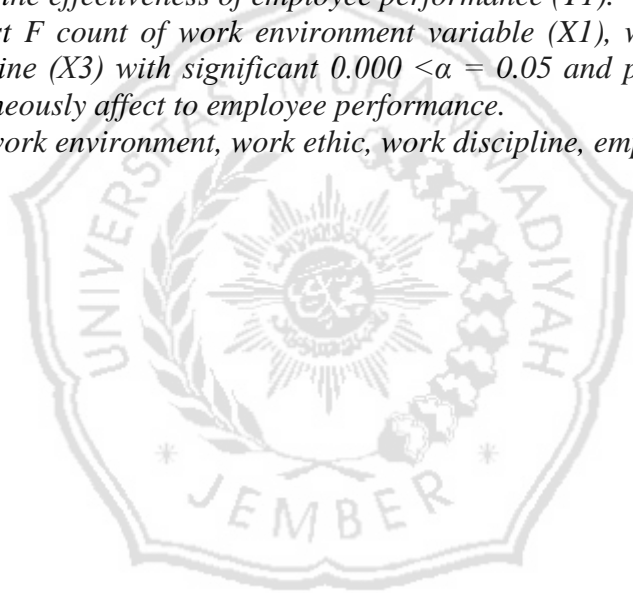 the effectiveness of employee performance (Y1).
t F count of work environment variable (X1), w
ine (X3) with significant 0.000 <α = 0.05 and p
neously affect to employee performance.
work environment, work ethic, work discipline, emp
UNIVERSITAS MUHAMMADIYAH
JEMBER